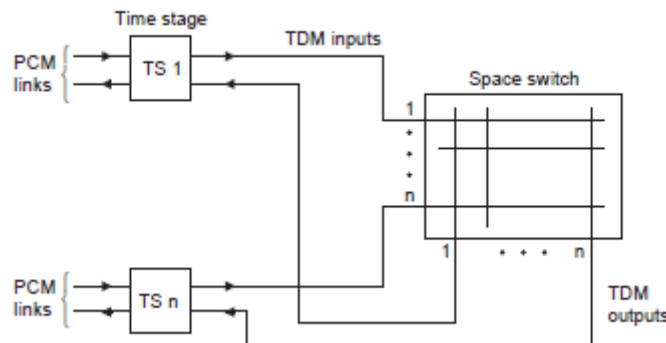 Time stage
PCM
links
TS 1
TDM inputs
Space switch
1
n
1
n
PCM
links
TS n
TDM
outputs